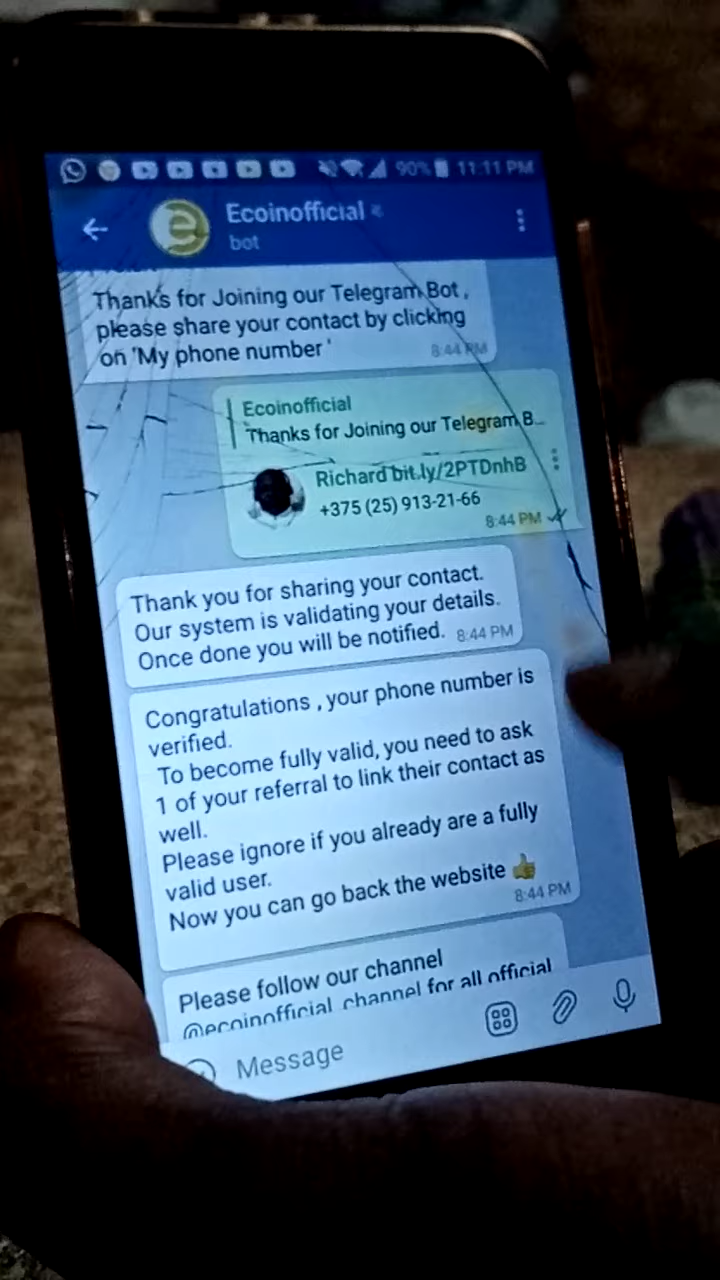 90% 11:11 PM
Ecoinofficial
bot
Thanks for Joining our Telegram Bot ,
please share your contact by clicking
on 'My phone number '
8:44 PM
Ecoinofficial
Thanks for Joining our Telegram B...
Richard bit.ly/2PTDnhB
+375 (25) 913-21-66
8:44 PM
Thank you for sharing your contact.
Our system is validating your details.
Once done you will be notified. 8:44 PM
Congratulations , your phone number is
verified.
To become fully valid, you need to ask
1 of your referral to link their contact as
well.
Please ignore if you already are a fully
valid user.
Now you can go back the website 👍
8:44 PM
Please follow our channel
@ecoinofficial_channel for all official
Message